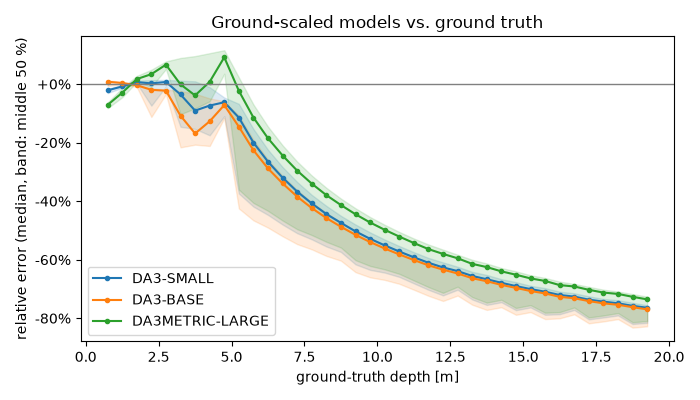 Ground-scaled models vs. ground truth
relative error (median, band: middle 50 %)
+0%
-20%
-40%
-60%
-80%
DA3-SMALL
DA3-BASE
DA3METRIC-LARGE
0.0 2.5 5.0 7.5 10.0 12.5 15.0 17.5 20.0
ground-truth depth [m]